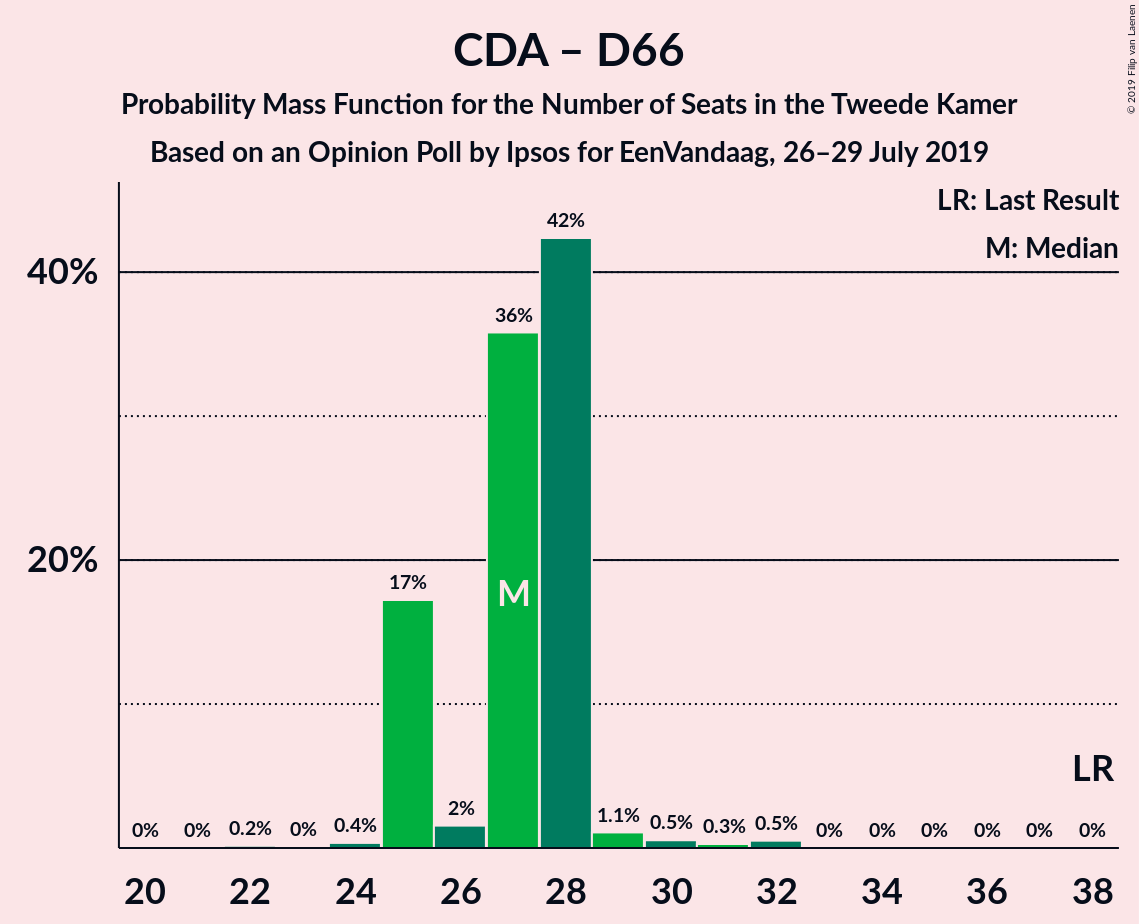 CDA – D66
Probability Mass Function for the Number of Seats in the Tweede Kamer
Based on an Opinion Poll by Ipsos for EenVandaag, 26–29 July 2019
© 2019 Filip van Laenen
LR: Last Result
M: Median
40%
20%
0%
0%
0.2%
0%
0.4%
17%
2%
36%
42%
1.1%
0.5%
0.3%
0.5%
0%
0%
0%
0%
0%
0%
M
LR
20 22 24 26 28 30 32 34 36 38